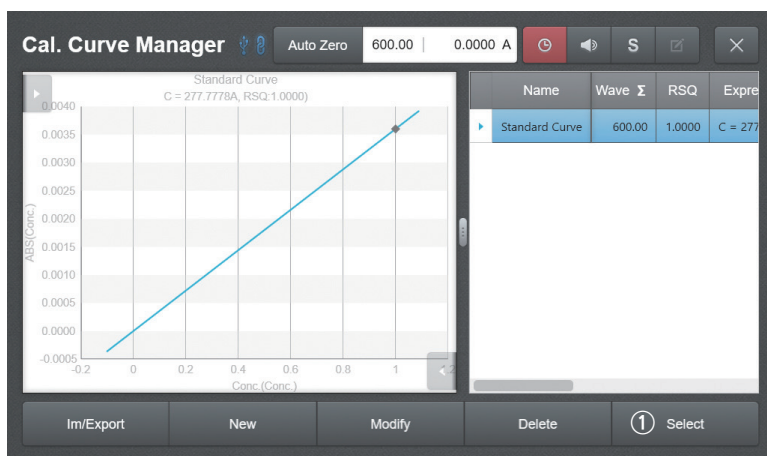 Cal. Curve Manager Auto Zero 600.00 0.0000 A S
Standard Curve
C = 277.7778A, RSQ:1.0000)
0.0040
0.0035
0.0030
0.0025
0.0020
0.0015
0.0010
0.0005
0.0000
-0.0005
ABS(Conc.)
-0.2 0 0.2 0.4 0.6 0.8 1
Conc.(Conc.)
Name Wave Σ RSQ Expre
Standard Curve 600.00 1.0000 C = 277
Im/Export New Modify Delete ① Select